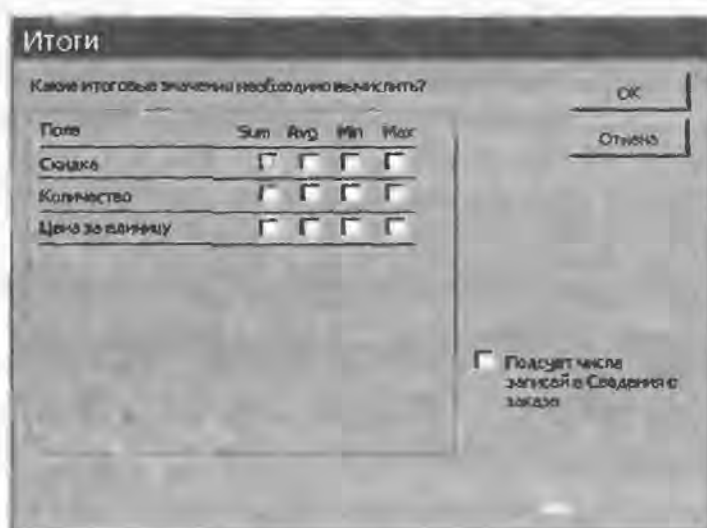 Итоги
Какие итоговые значения необходимо вычислить?
OK
Отмена
Поле Sum Avg Min Max
Скидка
Количество
Цена за единицу
Подсчет числа
записей в Сведения о
заказе